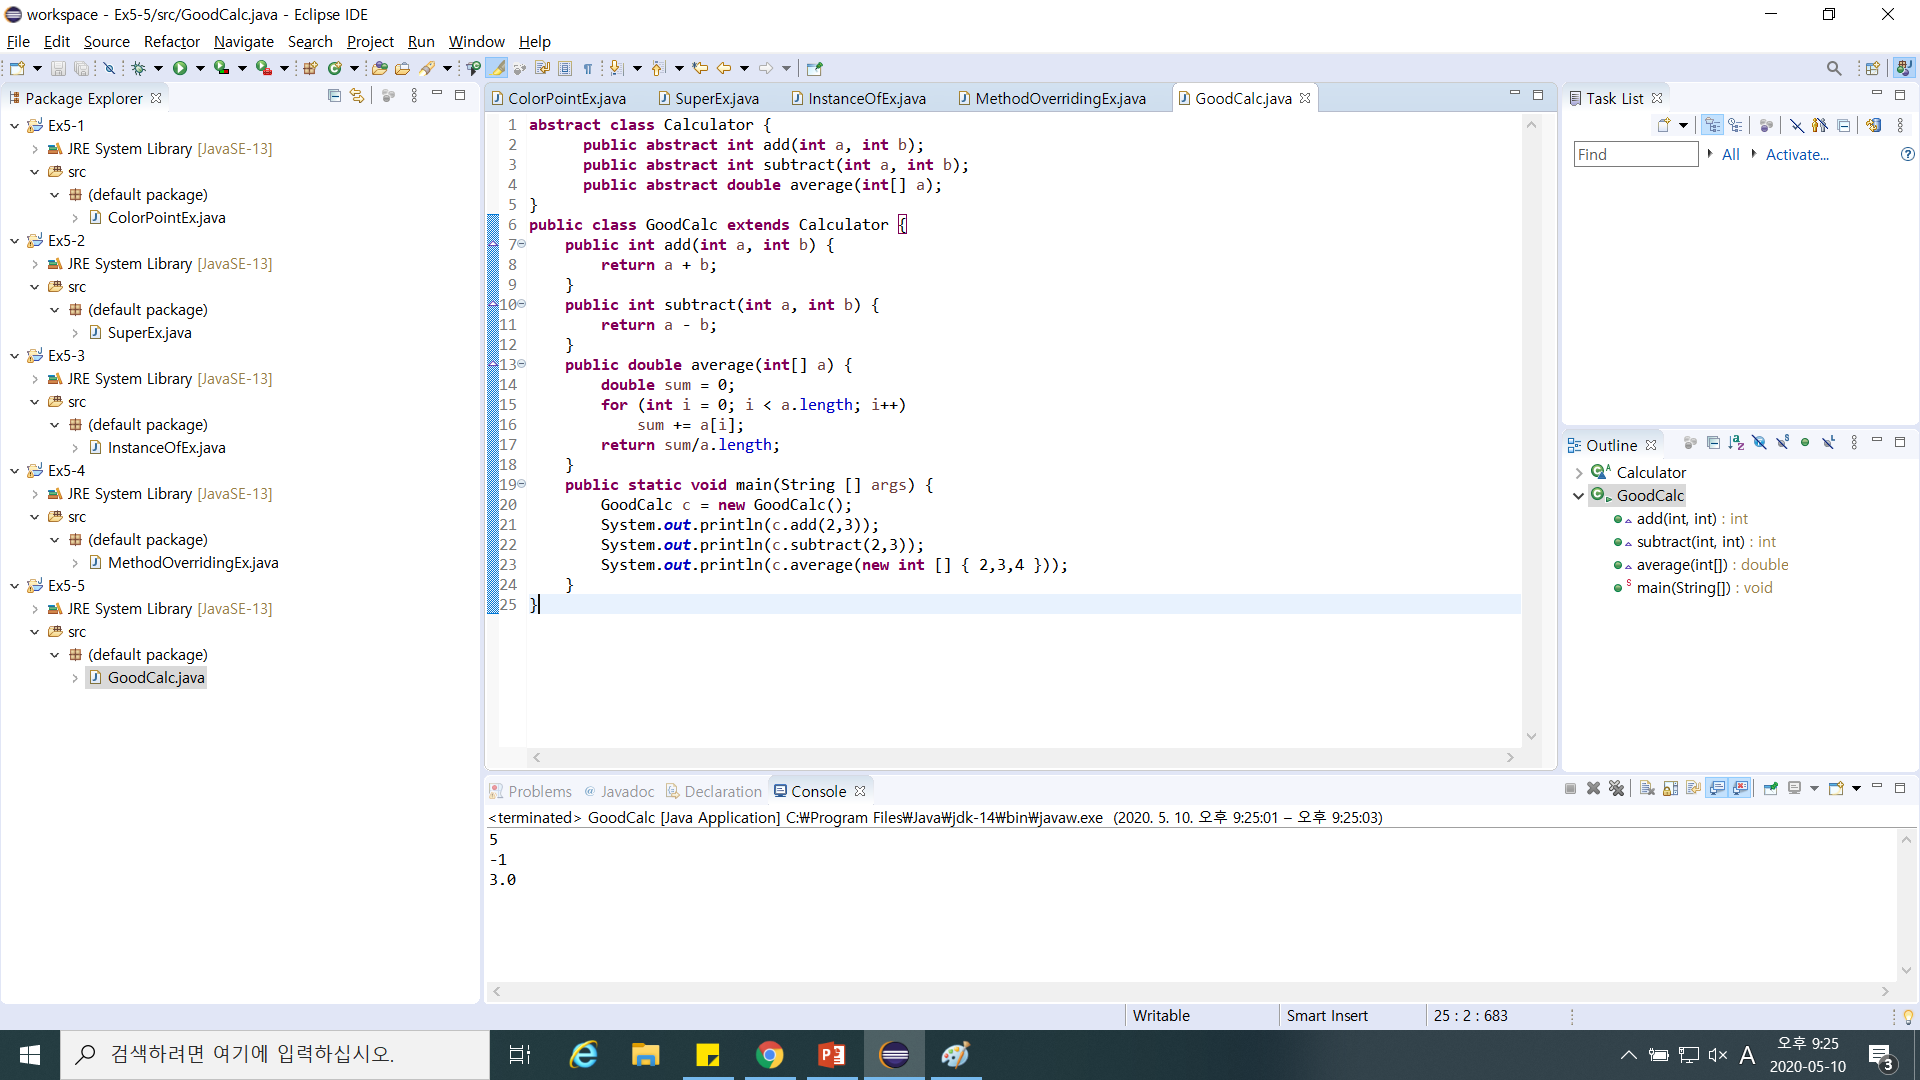 workspace - Ex5-5/src/GoodCalc.java - Eclipse IDE
File Edit Source Refactor Navigate Search Project Run Window Help
Package Explorer
Ex5-1
JRE System Library [JavaSE-13]
src
(default package)
ColorPointEx.java
Ex5-2
JRE System Library [JavaSE-13]
src
(default package)
SuperEx.java
Ex5-3
JRE System Library [JavaSE-13]
src
(default package)
InstanceOfEx.java
Ex5-4
JRE System Library [JavaSE-13]
src
(default package)
MethodOverridingEx.java
Ex5-5
JRE System Library [JavaSE-13]
src
(default package)
GoodCalc.java
ColorPointEx.java SuperEx.java InstanceOfEx.java MethodOverridingEx.java GoodCalc.java
1 abstract class Calculator {
2 public abstract int add(int a, int b);
3 public abstract int subtract(int a, int b);
4 public abstract double average(int[] a);
5 }
6 public class GoodCalc extends Calculator {
7 public int add(int a, int b) {
8 return a + b;
9 }
10 public int subtract(int a, int b) {
11 return a - b;
12 }
13 public double average(int[] a) {
14 double sum = 0;
15 for (int i = 0; i < a.length; i++)
16 sum += a[i];
17 return sum/a.length;
18 }
19 public static void main(String [] args) {
20 GoodCalc c = new GoodCalc();
21 System.out.println(c.add(2,3));
22 System.out.println(c.subtract(2,3));
23 System.out.println(c.average(new int [] { 2,3,4 }));
24 }
25 }
Task List
Find All Activate...
Outline
Calculator
GoodCalc
add(int, int) : int
subtract(int, int) : int
average(int[]) : double
main(String[]) : void
Problems @ Javadoc Declaration Console
<terminated> GoodCalc [Java Application] C:₩Program Files₩Java₩jdk-14₩bin₩javaw.exe (2020. 5. 10. 오후 9:25:01 – 오후 9:25:03)
5
-1
3.0
Writable Smart Insert 25 : 2 : 683
검색하려면 여기에 입력하십시오.
A 오후 9:25
2020-05-10
3